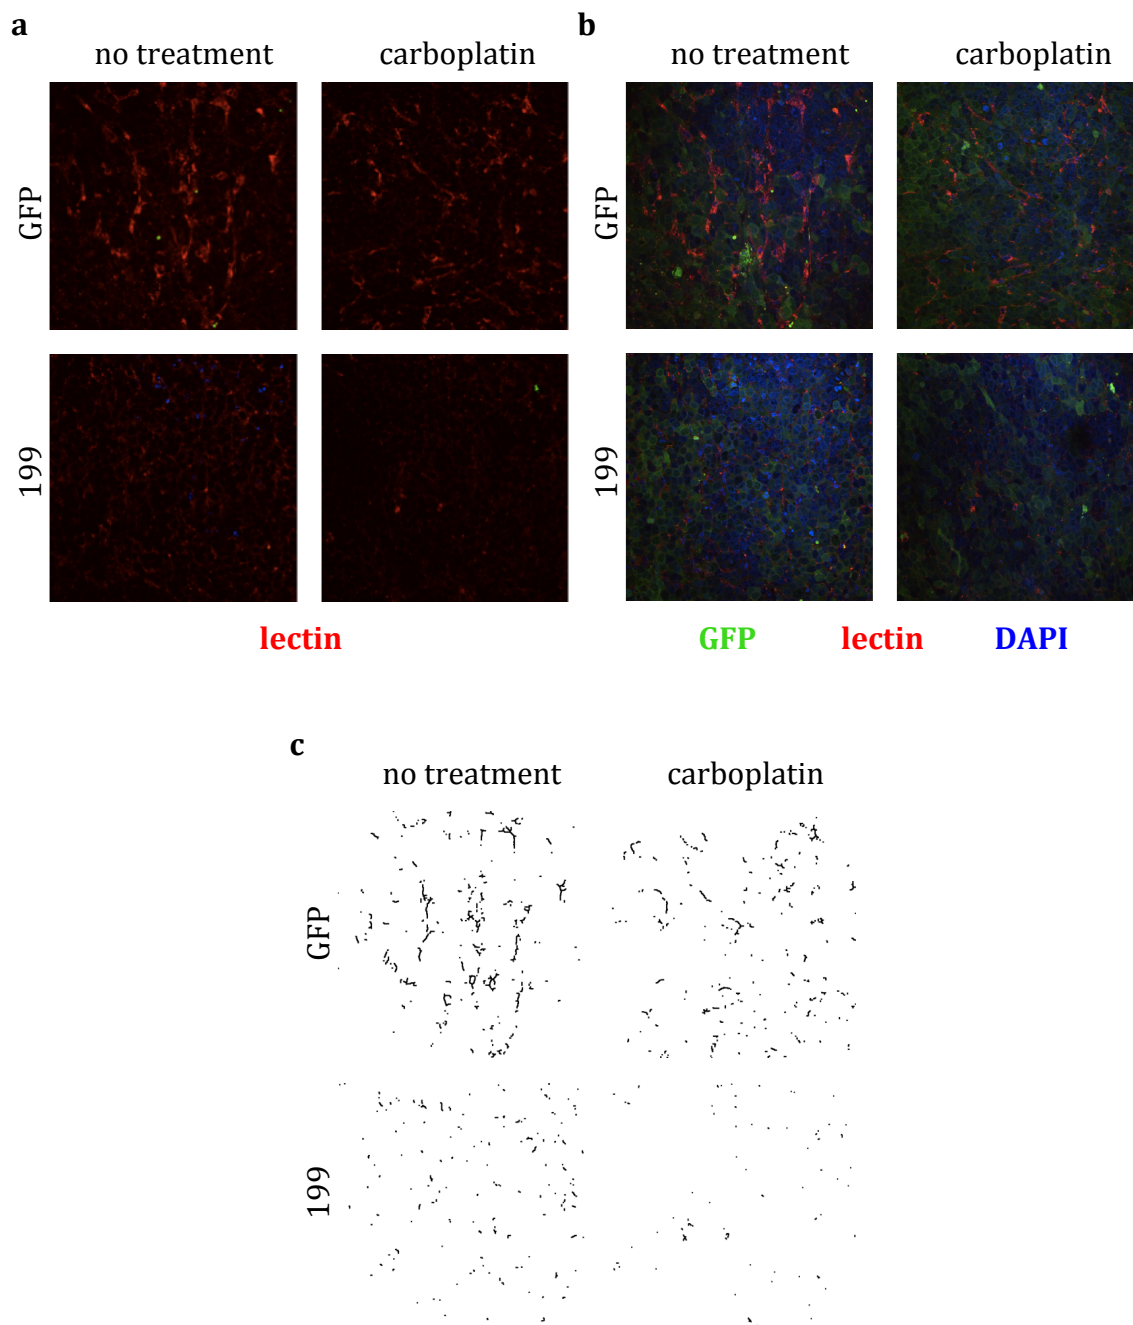 a
no treatment carboplatin
GFP
199
lectin
b
no treatment carboplatin
GFP
199
GFP lectin DAPI
c
no treatment carboplatin
GFP
199